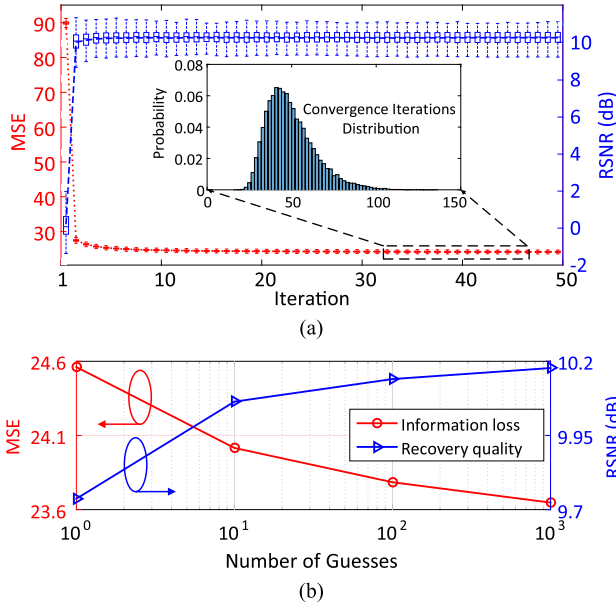 90
80
70
60
50
40
30
MSE
10
8
6
4
2
0
-2
RSNR (dB)
0.08
0.06
0.04
0.02
0
Probability
Convergence Iterations
Distribution
0 50 100 150
1 10 20 30 40 50
Iteration
(a)
24.6
24.1
23.6
MSE
10.2
9.95
9.7
RSNR (dB)
Information loss
Recovery quality
10^0 10^1 10^2 10^3
Number of Guesses
(b)